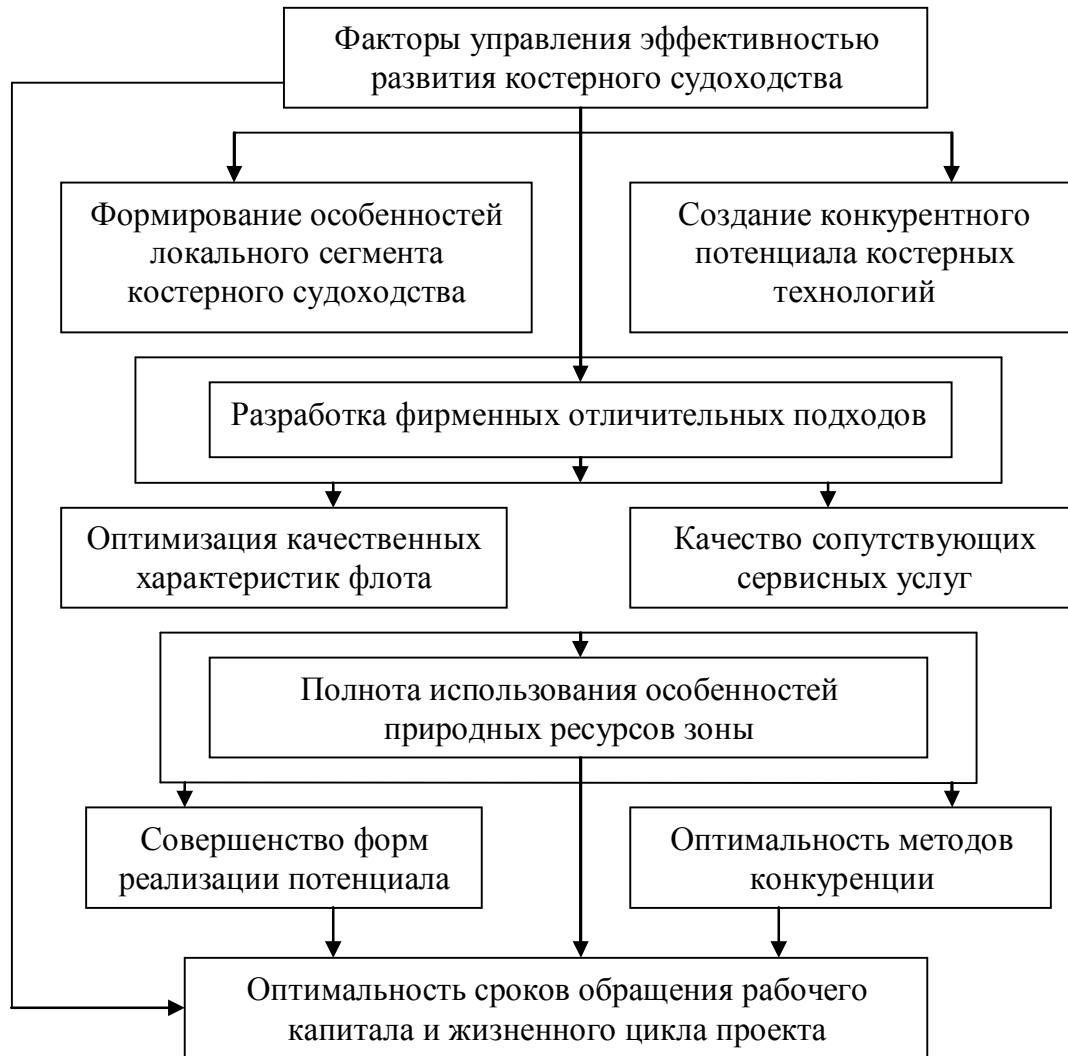 Факторы управления эффективностью
развития костерного судоходства
Формирование особенностей
локального сегмента
костерного судоходства
Создание конкурентного
потенциала костерных
технологий
Разработка фирменных отличительных подходов
Оптимизация качественных
характеристик флота
Качество сопутствующих
сервисных услуг
Полнота использования особенностей
природных ресурсов зоны
Совершенство форм
реализации потенциала
Оптимальность методов
конкуренции
Оптимальность сроков обращения рабочего
капитала и жизненного цикла проекта